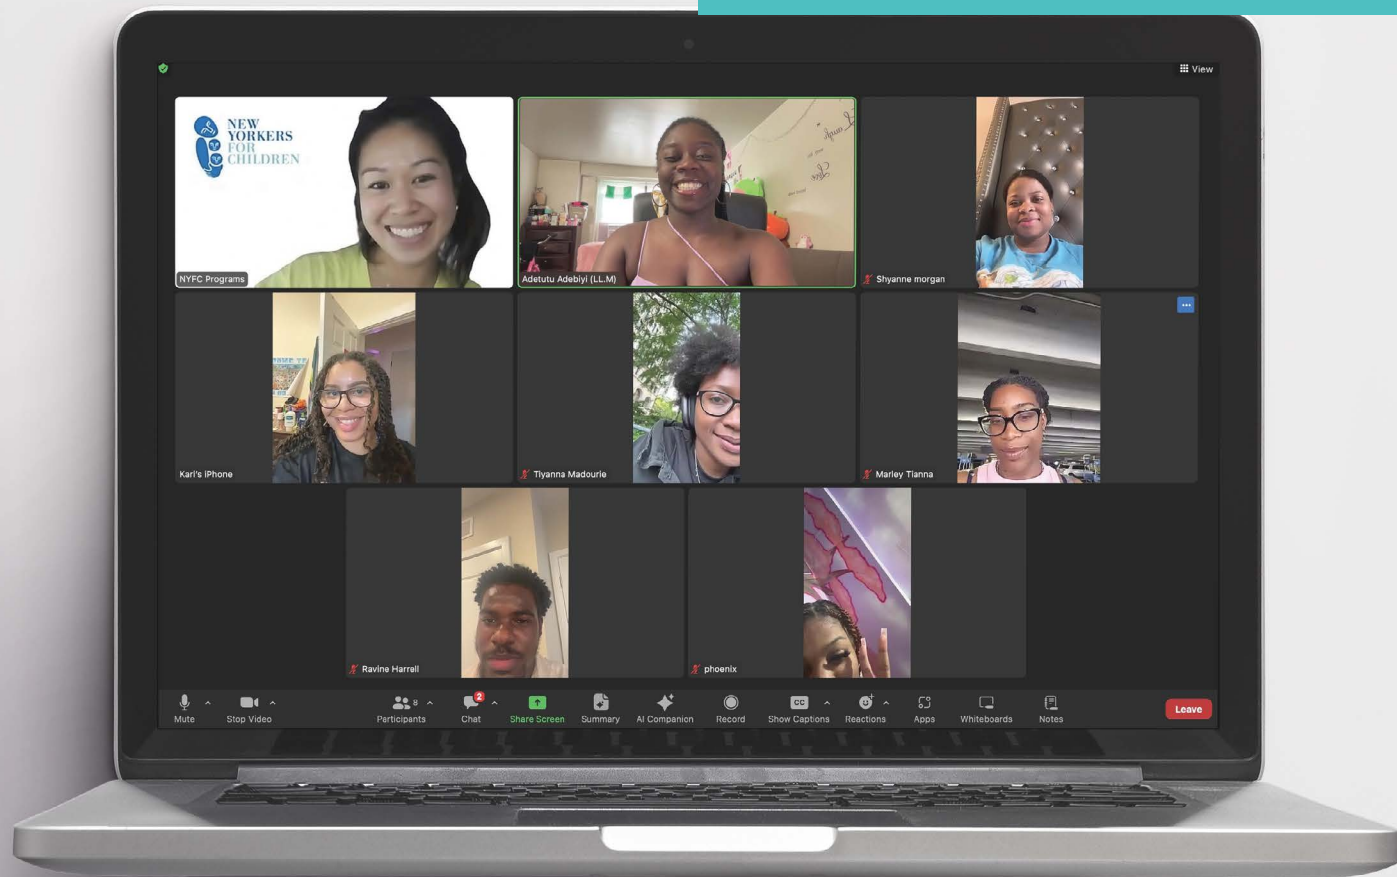 View
NEW
YORKERS
FOR
CHILDREN
NYFC Programs
Adetutu Adebiyi (LL.M)
Shyanne morgan
Karl's iPhone
Tiyanna Madourie
Marley Tianna
Ravine Harrell
phoenix
8
2
Mute
Stop Video
Participants
Chat
Share Screen
Summary
AI Companion
Record
CC
Show Captions
Reactions
Apps
Whiteboards
Notes
Leave